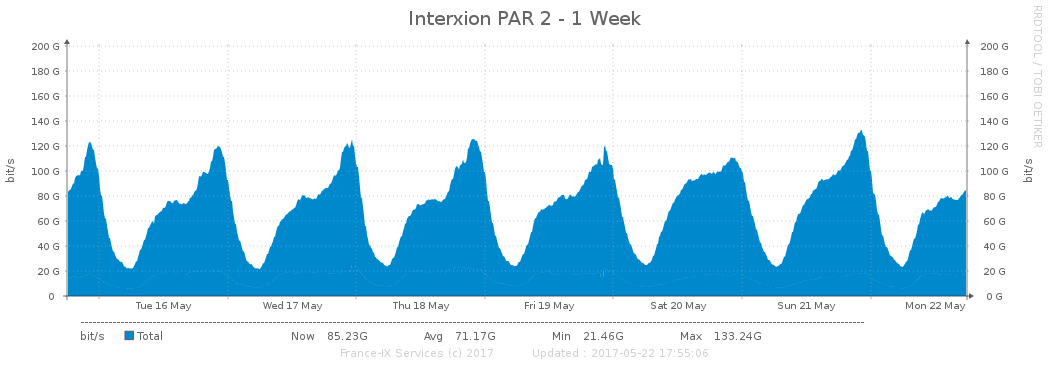 Interxion PAR 2 - 1 Week
RRDTOOL / TOBI OETIKER
200 G 200 G
180 G 180 G
160 G 160 G
140 G 140 G
120 G 120 G
100 G 100 G
80 G 80 G
60 G 60 G
40 G 40 G
20 G 20 G
0 0 G
bit/s bit/s
Tue 16 May Wed 17 May Thu 18 May Fri 19 May Sat 20 May Sun 21 May Mon 22 May
bit/s Total Now 85.23G Avg 71.17G Min 21.46G Max 133.24G
France-IX Services (c) 2017 Updated : 2017-05-22 17:55:06